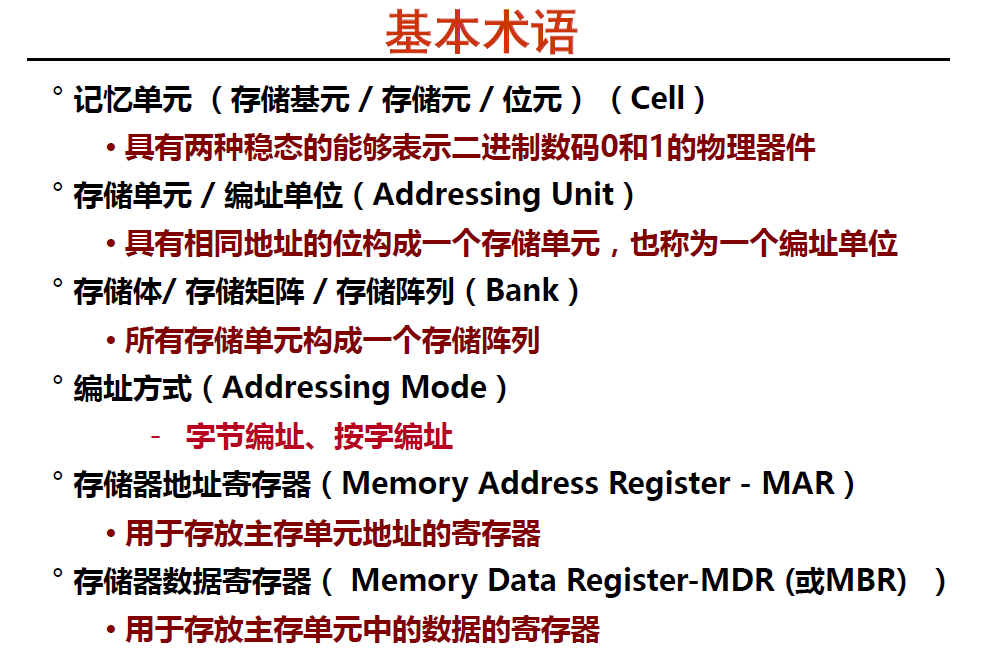 基本术语
° 记忆单元 （存储基元 / 存储元 / 位元）（Cell）
• 具有两种稳态的能够表示二进制数码0和1的物理器件
° 存储单元 / 编址单位（Addressing Unit）
• 具有相同地址的位构成一个存储单元，也称为一个编址单位
° 存储体/ 存储矩阵 / 存储阵列（Bank）
• 所有存储单元构成一个存储阵列
° 编址方式（Addressing Mode）
- 字节编址、按字编址
° 存储器地址寄存器（Memory Address Register - MAR）
• 用于存放主存单元地址的寄存器
° 存储器数据寄存器（ Memory Data Register-MDR (或MBR) ）
• 用于存放主存单元中的数据的寄存器